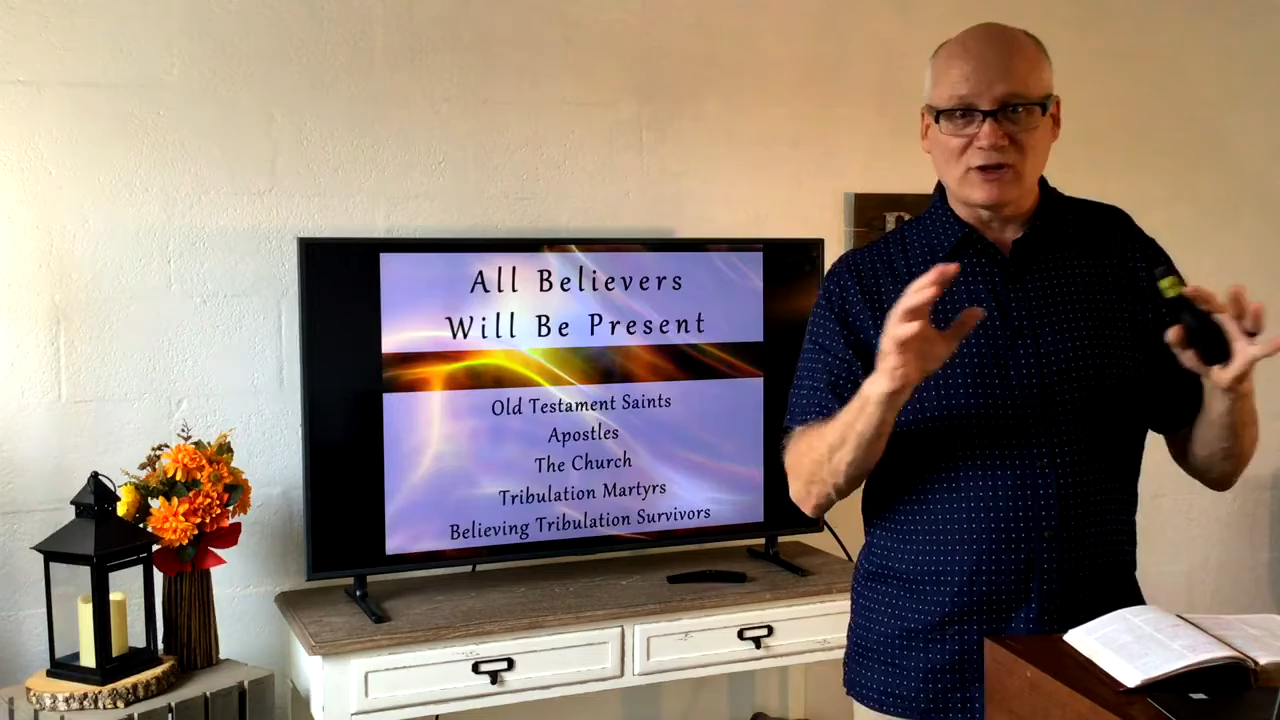 All Believers
Will Be Present
Old Testament Saints
Apostles
The Church
Tribulation Martyrs
Believing Tribulation Survivors